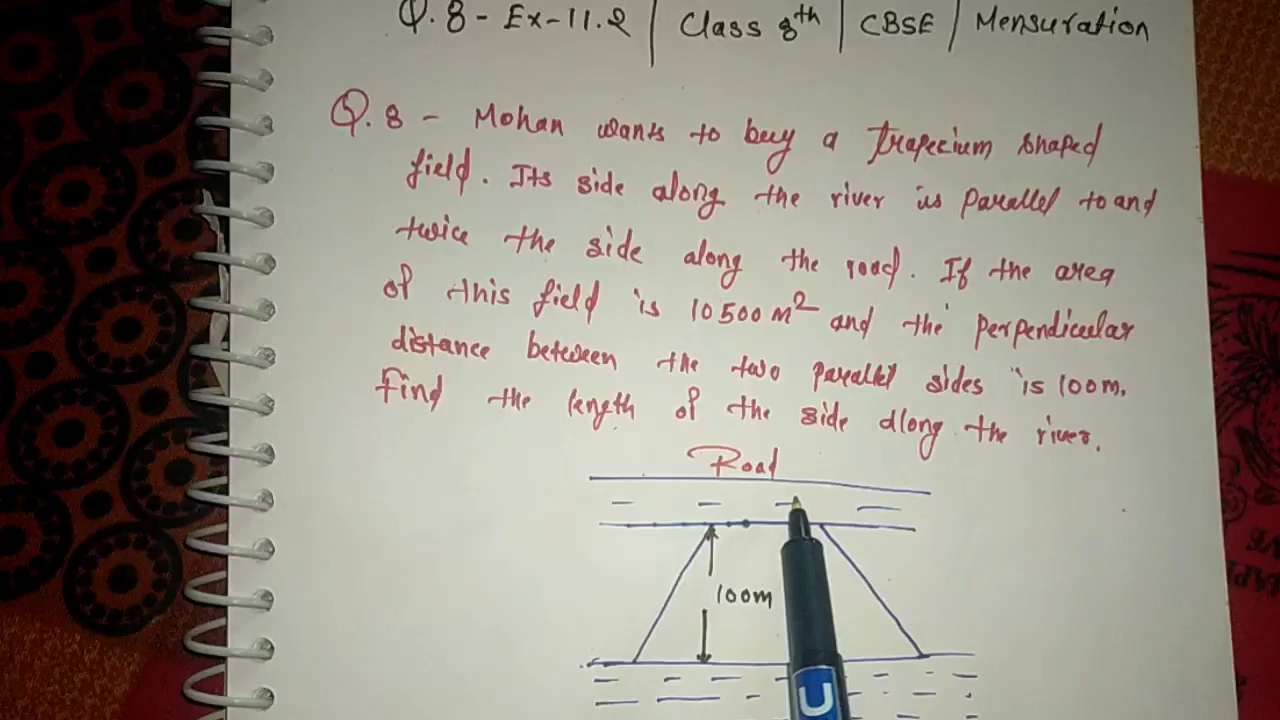 Q.8 - Ex-11.2 | Class 8th | CBSE | Mensuration
Q.8 - Mohan wants to buy a trapecium shaped
field. Its side along the river is parallel to and
twice the side along the road. If the area
of this field is 10500 m² and the perpendicular
distance between the two parallel sides is 100m.
Find the length of the side along the river.
Road
100m
U